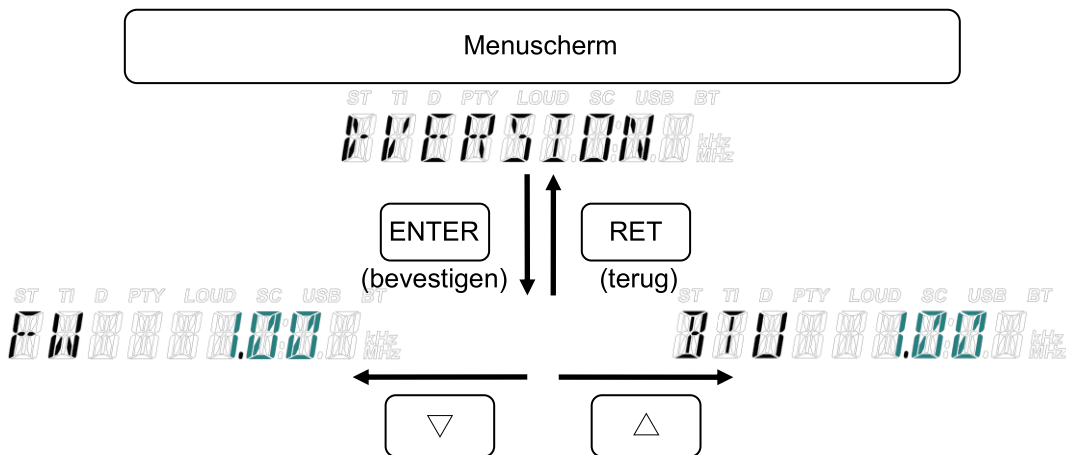 Menuscherm
ST TI D PTY LOUD SC USB BT
VERSION
kHz
MHz
ENTER RET
(bevestigen) (terug)
ST TI D PTY LOUD SC USB BT
FW 1.00
kHz
MHz
ST TI D PTY LOUD SC USB BT
BTU 1.00
kHz
MHz